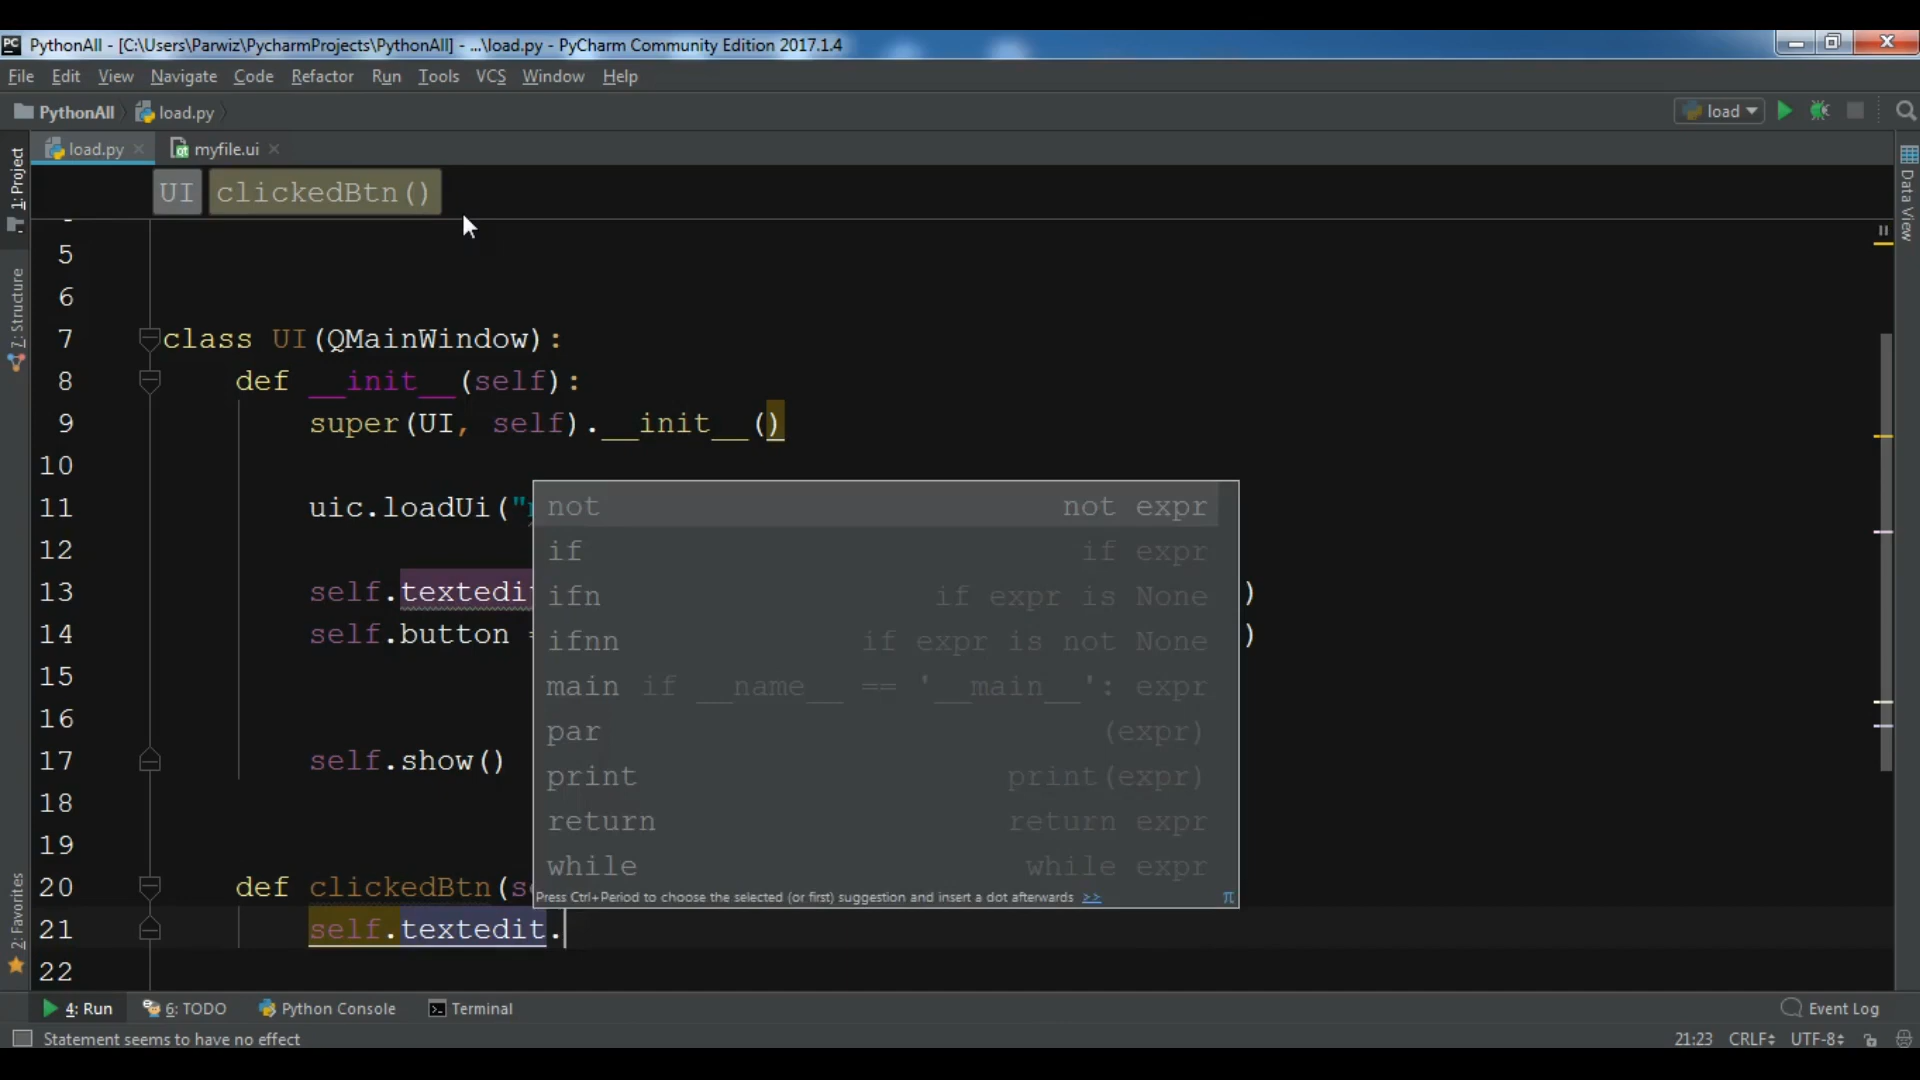 PythonAll - [C:\Users\Parwiz\PycharmProjects\PythonAll] - ...\load.py - PyCharm Community Edition 2017.1.4
File Edit View Navigate Code Refactor Run Tools VCS Window Help
PythonAll load.py load
load.py myfile.ui
UI clickedBtn()
1: Project
7: Structure
2: Favorites
Data View
5
6
7 class UI(QMainWindow):
8 def __init__(self):
9 super(UI, self).__init__()
10
11 uic.loadUi("
12
13 self.textedit )
14 self.button = )
15
16
17 self.show()
18
19
20 def clickedBtn(se
21 self.textedit.
22
not not expr
if if expr
ifn if expr is None
ifnn if expr is not None
main if __name__ == '__main__': expr
par (expr)
print print(expr)
return return expr
while while expr
Press Ctrl+Period to choose the selected (or first) suggestion and insert a dot afterwards >> π
4: Run 6: TODO Python Console Terminal Event Log
Statement seems to have no effect 21:23 CRLF UTF-8